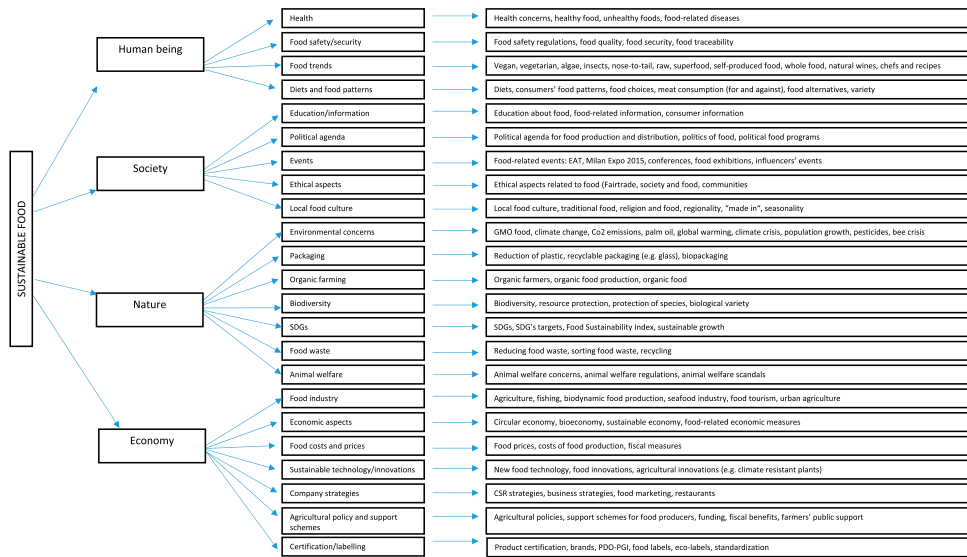 SUSTAINABLE FOOD
Human being
Health
Health concerns, healthy food, unhealthy foods, food-related diseases
Food safety/security
Food safety regulations, food quality, food security, food traceability
Food trends
Vegan, vegetarian, algae, insects, nose-to-tail, raw, superfood, self-produced food, whole food, natural wines, chefs and recipes
Diets and food patterns
Diets, consumers' food patterns, food choices, meat consumption (for and against), food alternatives, variety
Society
Education/information
Education about food, food-related information, consumer information
Political agenda
Political agenda for food production and distribution, politics of food, political food programs
Events
Food-related events: EAT, Milan Expo 2015, conferences, food exhibitions, influencers' events
Ethical aspects
Ethical aspects related to food (Fairtrade, society and food, communities
Local food culture
Local food culture, traditional food, religion and food, regionality, "made in", seasonality
Nature
Environmental concerns
GMO food, climate change, Co2 emissions, palm oil, global warming, climate crisis, population growth, pesticides, bee crisis
Packaging
Reduction of plastic, recyclable packaging (e.g. glass), biopackaging
Organic farming
Organic farmers, organic food production, organic food
Biodiversity
Biodiversity, resource protection, protection of species, biological variety
SDGs
SDGs, SDG's targets, Food Sustainability Index, sustainable growth
Food waste
Reducing food waste, sorting food waste, recycling
Animal welfare
Animal welfare concerns, animal welfare regulations, animal welfare scandals
Economy
Food industry
Agriculture, fishing, biodynamic food production, seafood industry, food tourism, urban agriculture
Economic aspects
Circular economy, bioeconomy, sustainable economy, food-related economic measures
Food costs and prices
Food prices, costs of food production, fiscal measures
Sustainable technology/innovations
New food technology, food innovations, agricultural innovations (e.g. climate resistant plants)
Company strategies
CSR strategies, business strategies, food marketing, restaurants
Agricultural policy and support
schemes
Agricultural policies, support schemes for food producers, funding, fiscal benefits, farmers' public support
Certification/labelling
Product certification, brands, PDO-PGI, food labels, eco-labels, standardization